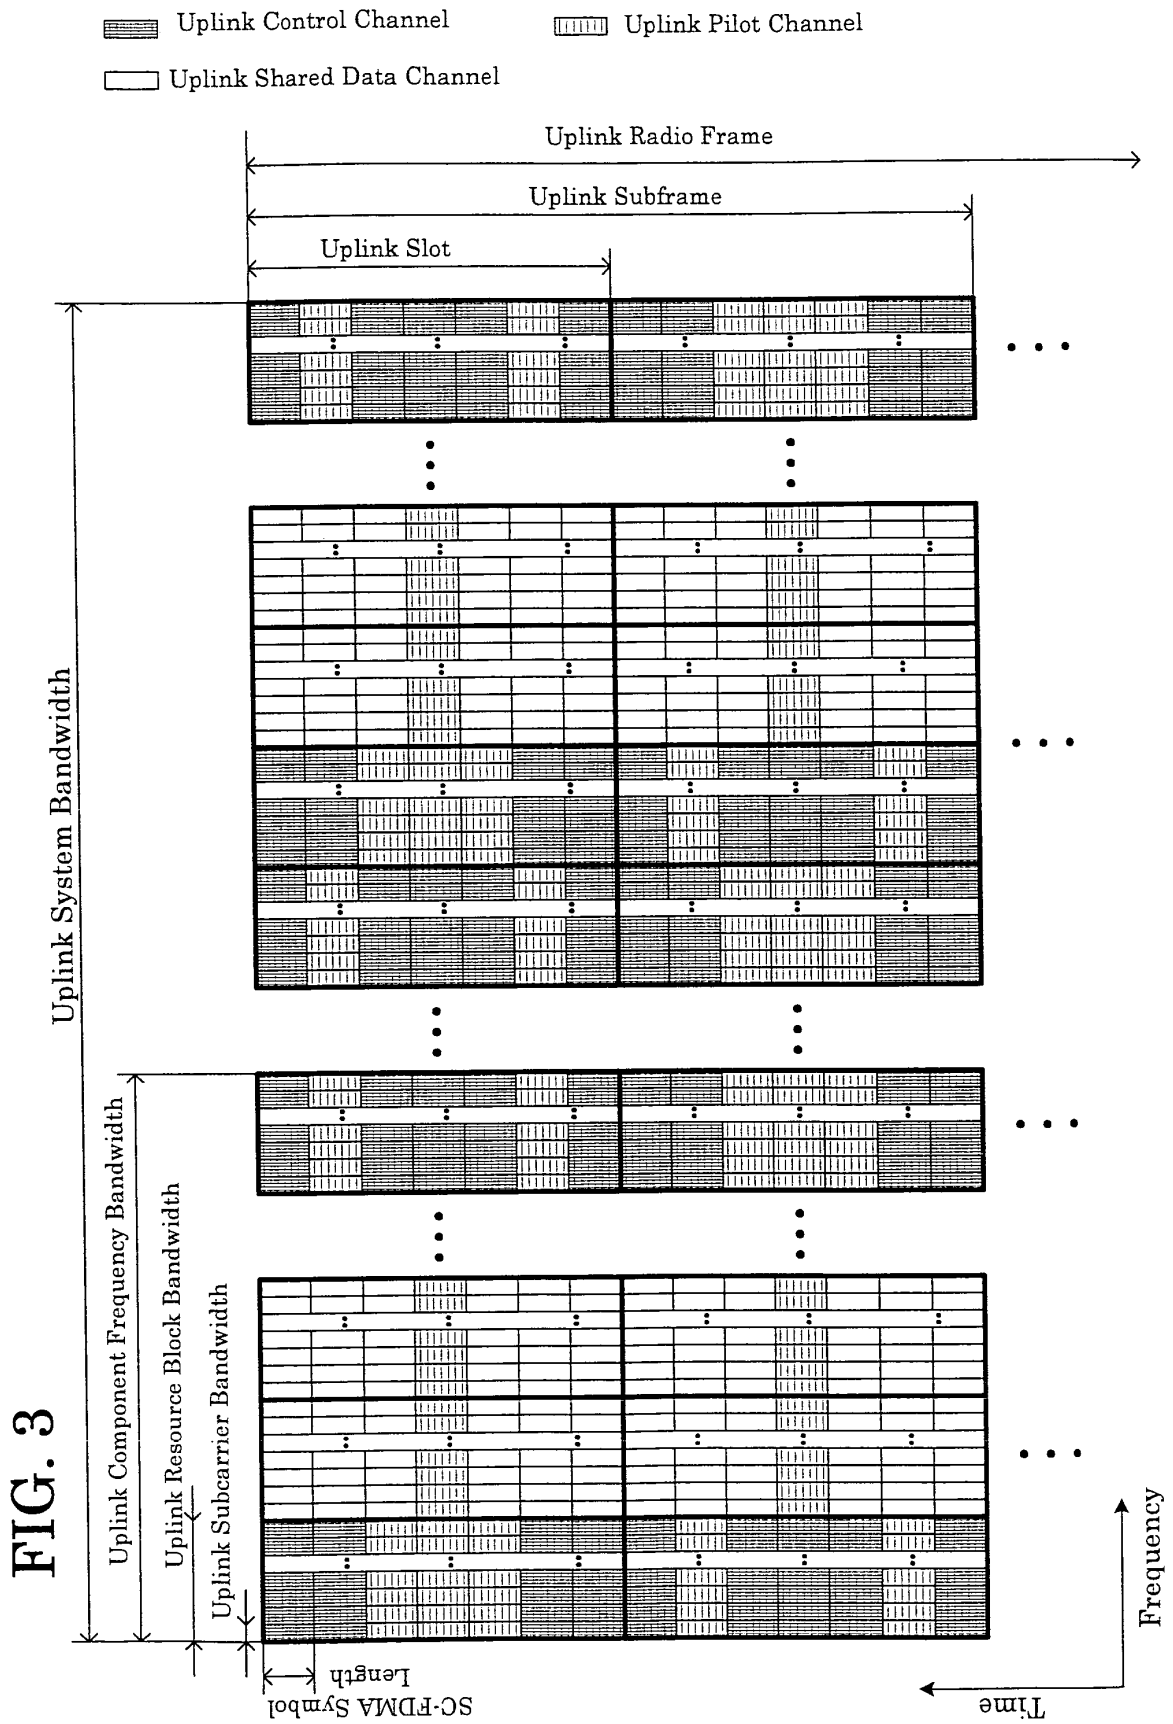 Uplink Control Channel
Uplink Pilot Channel
Uplink Shared Data Channel
Uplink Radio Frame
Uplink Subframe
Uplink Slot
Uplink System Bandwidth
Uplink Component Frequency Bandwidth
Uplink Resource Block Bandwidth
Uplink Subcarrier Bandwidth
FIG. 3
SC-FDMA Symbol
Length
Time
Frequency